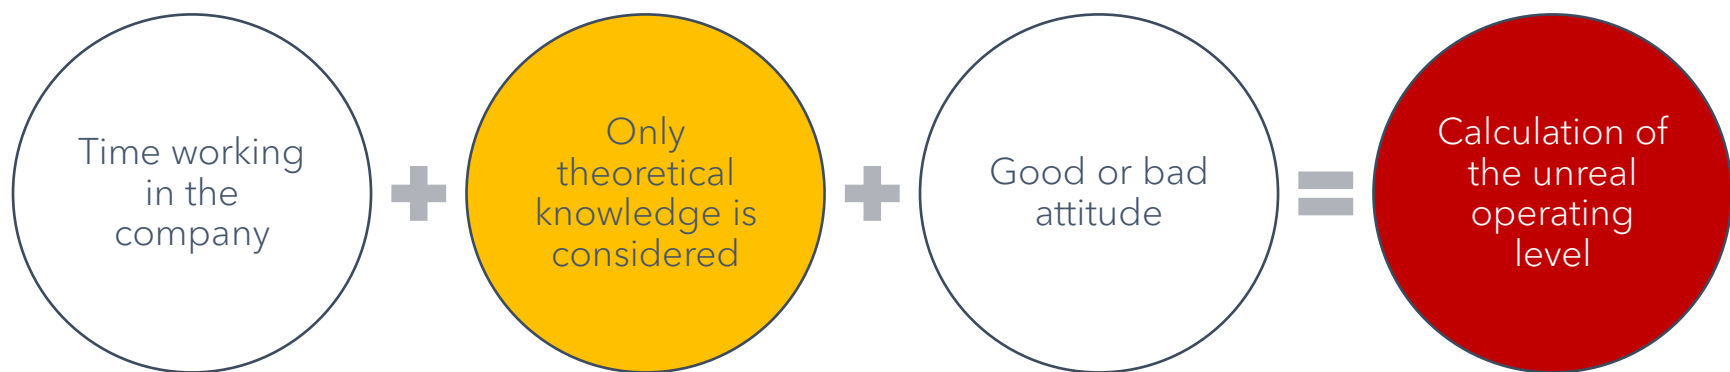 Time working
in the
company
Only
theoretical
knowledge is
considered
Good or bad
attitude
Calculation of
the unreal
operating
level